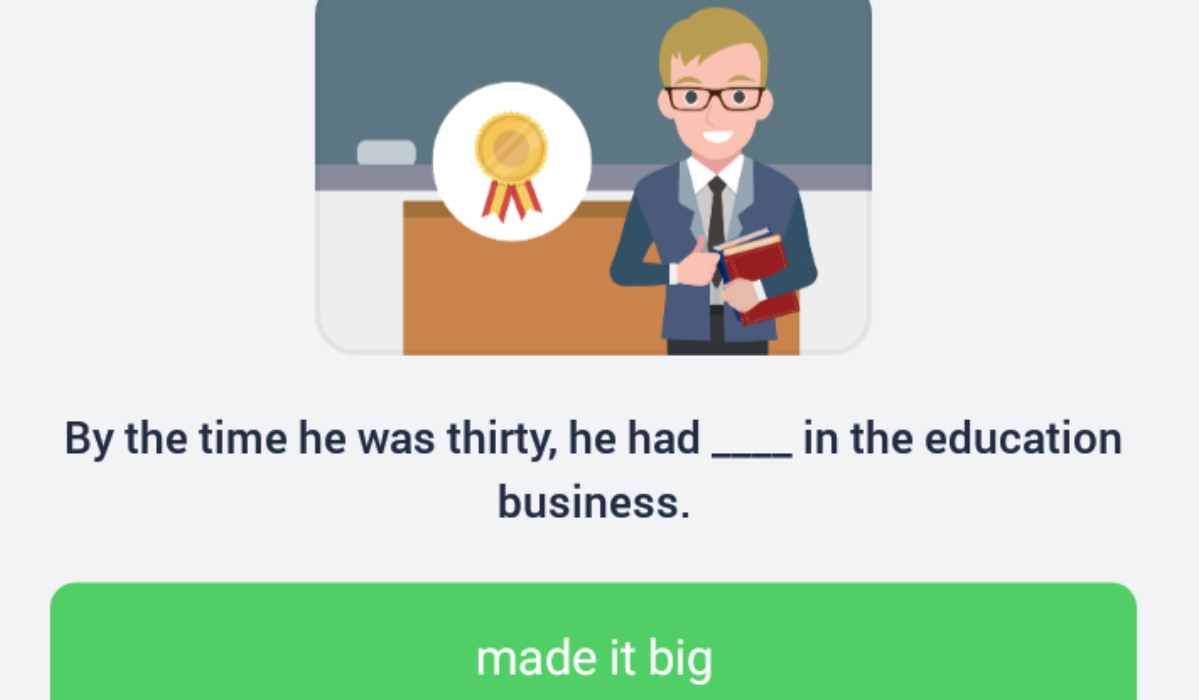 By the time he was thirty, he had ____ in the education
business.
made it big